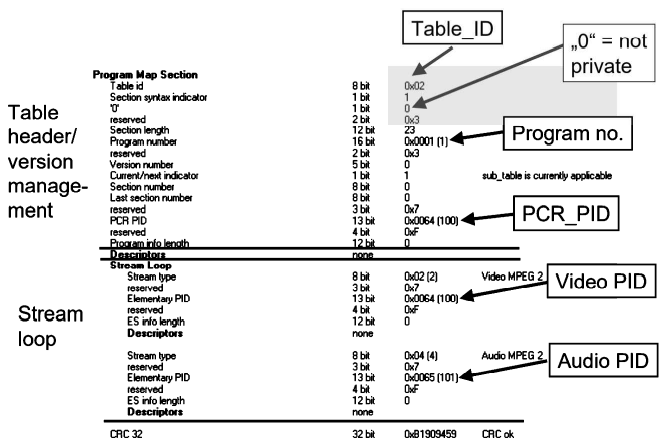 Table_ID
„0“ = not
private
Program Map Section
Table id 8 bit 0x02
Section syntax indicator 1 bit 1
'0' 1 bit 0
reserved 2 bit 0x3
Section length 12 bit 23
Program number 16 bit 0x0001 (1)
reserved 2 bit 0x3
Version number 5 bit 0
Current/next indicator 1 bit 1 sub_table is currently applicable
Section number 8 bit 0
Last section number 8 bit 0
reserved 3 bit 0x7
PCR PID 13 bit 0x0064 (100)
reserved 4 bit 0xF
Program info length 12 bit 0
Descriptors none
Table
header/
version
manage-
ment
Program no.
PCR_PID
Stream Loop
Stream type 8 bit 0x02 (2) Video MPEG 2
reserved 3 bit 0x7
Elementary PID 13 bit 0x0064 (100)
reserved 4 bit 0xF
ES info length 12 bit 0
Descriptors none
Video PID
Stream
loop
Stream type 8 bit 0x04 (4) Audio MPEG 2
reserved 3 bit 0x7
Elementary PID 13 bit 0x0065 (101)
reserved 4 bit 0xF
ES info length 12 bit 0
Descriptors none
Audio PID
CRC 32 32 bit 0xB1909459 CRC ok